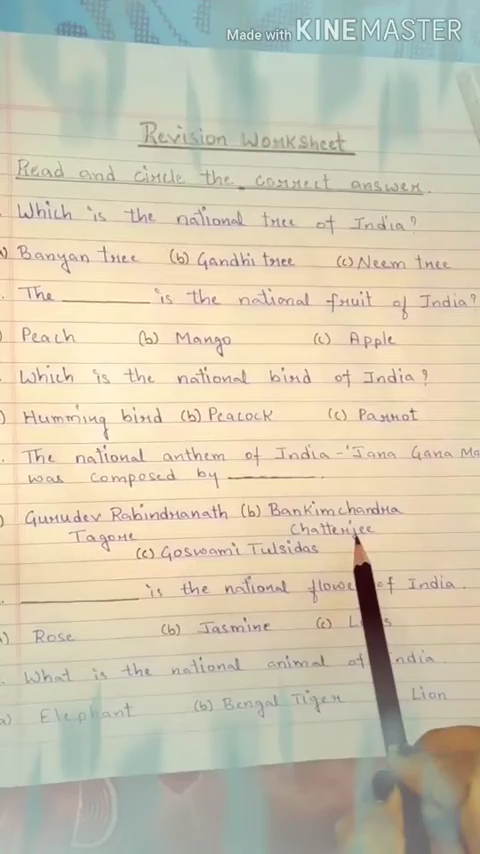 Made with KINEMASTER
Revision Worksheet
Read and circle the correct answer.
Which is the national tree of India?
Banyan tree (b) Gandhi tree (c) Neem tree
The ________ is the national fruit of India?
Peach (b) Mango (c) Apple
Which is the national bird of India?
Humming bird (b) Peacock (c) Parrot
The national anthem of India - 'Jana Gana Ma
was composed by ________.
Gurudev Rabindranath (b) Bankimchandra
Tagore Chatterjee
(c) Goswami Tulsidas
________ is the national flower of India.
Rose (b) Jasmine (c)
What is the national animal of India
a) Elephant (b) Bengal Tiger Lion